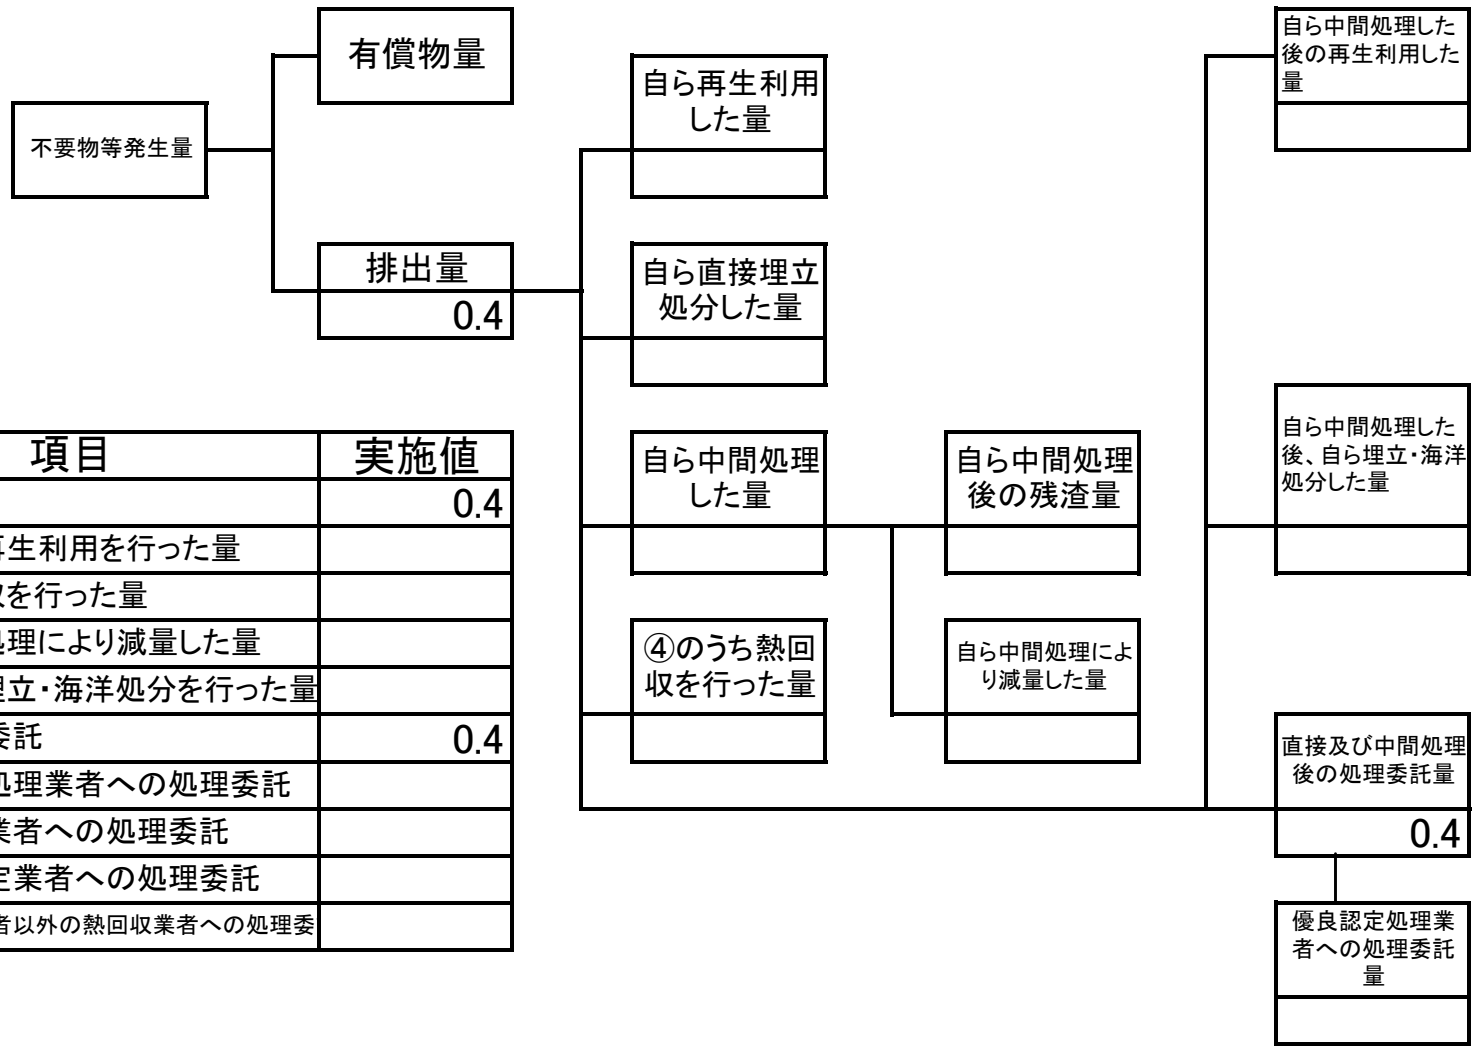 有償物量
不要物等発生量
排出量
0.4
自ら再生利用
した量
自ら直接埋立
処分した量
自ら中間処理
した量
④のうち熱回
収を行った量
自ら中間処理
後の残渣量
自ら中間処理によ
り減量した量
自ら中間処理した
後の再生利用した
量
自ら中間処理した
後、自ら埋立・海洋
処分した量
直接及び中間処理
後の処理委託量
0.4
優良認定処理業
者への処理委託
量
項目 実施値
0.4
生利用を行った量
を行った量
理により減量した量
立・海洋処分を行った量
託 0.4
処理業者への処理委託
業者への処理委託
定業者への処理委託
者以外の熱回収業者への処理委